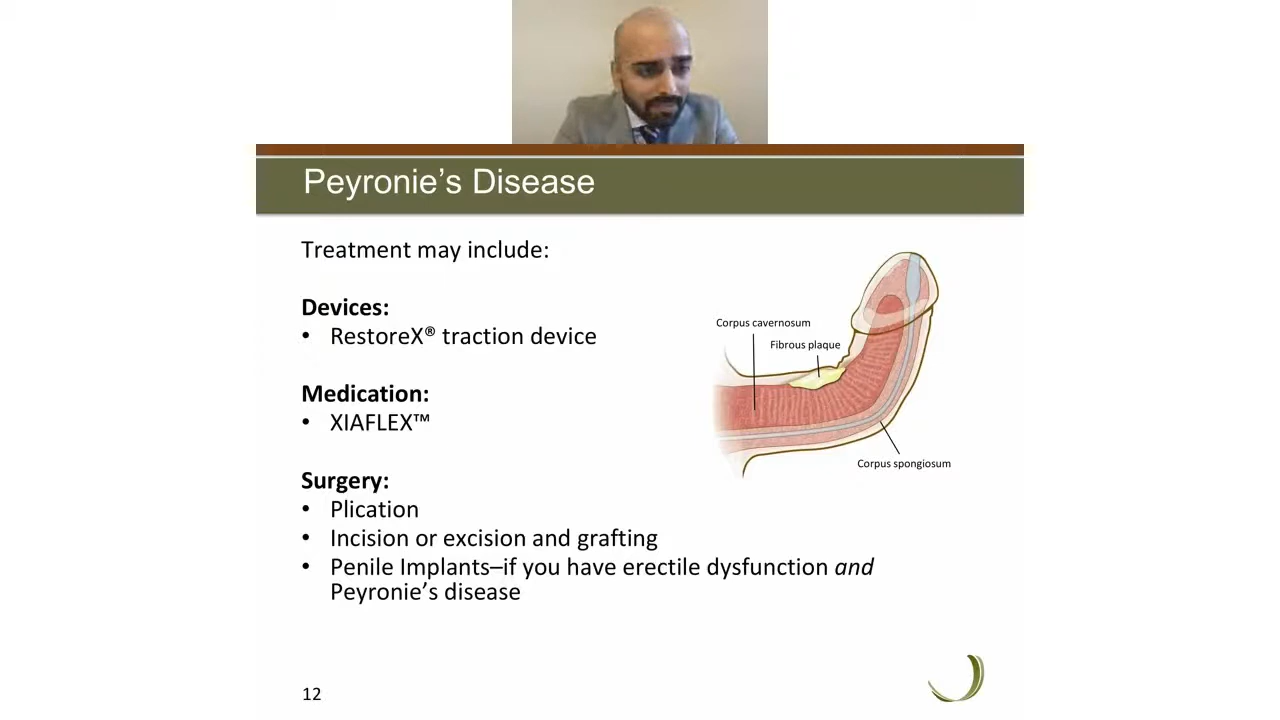 Peyronie’s Disease
Treatment may include:
Devices:
• RestoreX® traction device
Medication:
• XIAFLEX™
Surgery:
• Plication
• Incision or excision and grafting
• Penile Implants–if you have erectile dysfunction and
Peyronie’s disease
Corpus cavernosum
Fibrous plaque
Corpus spongiosum
12